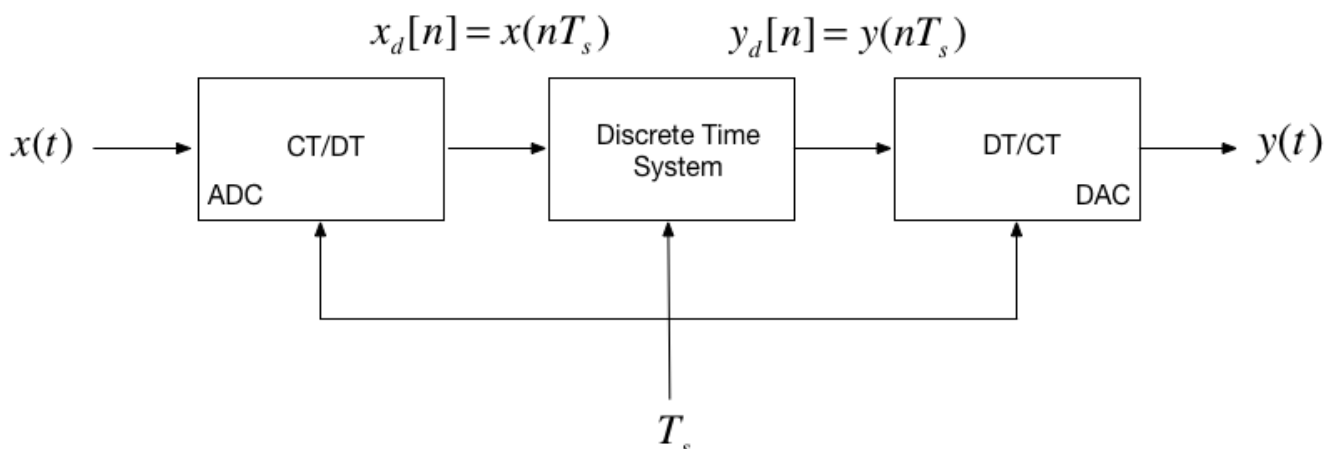 x_d[n] = x(nT_s)
y_d[n] = y(nT_s)
x(t)
CT/DT
ADC
Discrete Time
System
DT/CT
DAC
y(t)
T_s